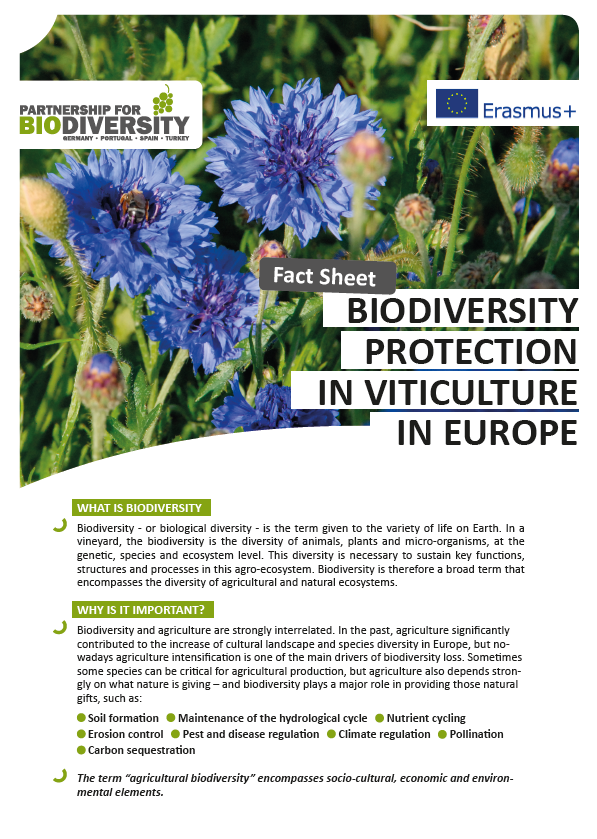 PARTNERSHIP FOR
BIODIVERSITY
GERMANY • PORTUGAL • SPAIN • TURKEY
Erasmus+
Fact Sheet
BIODIVERSITY
PROTECTION
IN VITICULTURE
IN EUROPE
WHAT IS BIODIVERSITY
Biodiversity - or biological diversity - is the term given to the variety of life on Earth. In a
vineyard, the biodiversity is the diversity of animals, plants and micro-organisms, at the
genetic, species and ecosystem level. This diversity is necessary to sustain key functions,
structures and processes in this agro-ecosystem. Biodiversity is therefore a broad term that
encompasses the diversity of agricultural and natural ecosystems.
WHY IS IT IMPORTANT?
Biodiversity and agriculture are strongly interrelated. In the past, agriculture significantly
contributed to the increase of cultural landscape and species diversity in Europe, but no-
wadays agriculture intensification is one of the main drivers of biodiversity loss. Sometimes
some species can be critical for agricultural production, but agriculture also depends stron-
gly on what nature is giving – and biodiversity plays a major role in providing those natural
gifts, such as:
● Soil formation ● Maintenance of the hydrological cycle ● Nutrient cycling
● Erosion control ● Pest and disease regulation ● Climate regulation ● Pollination
● Carbon sequestration
The term “agricultural biodiversity” encompasses socio-cultural, economic and environ-
mental elements.